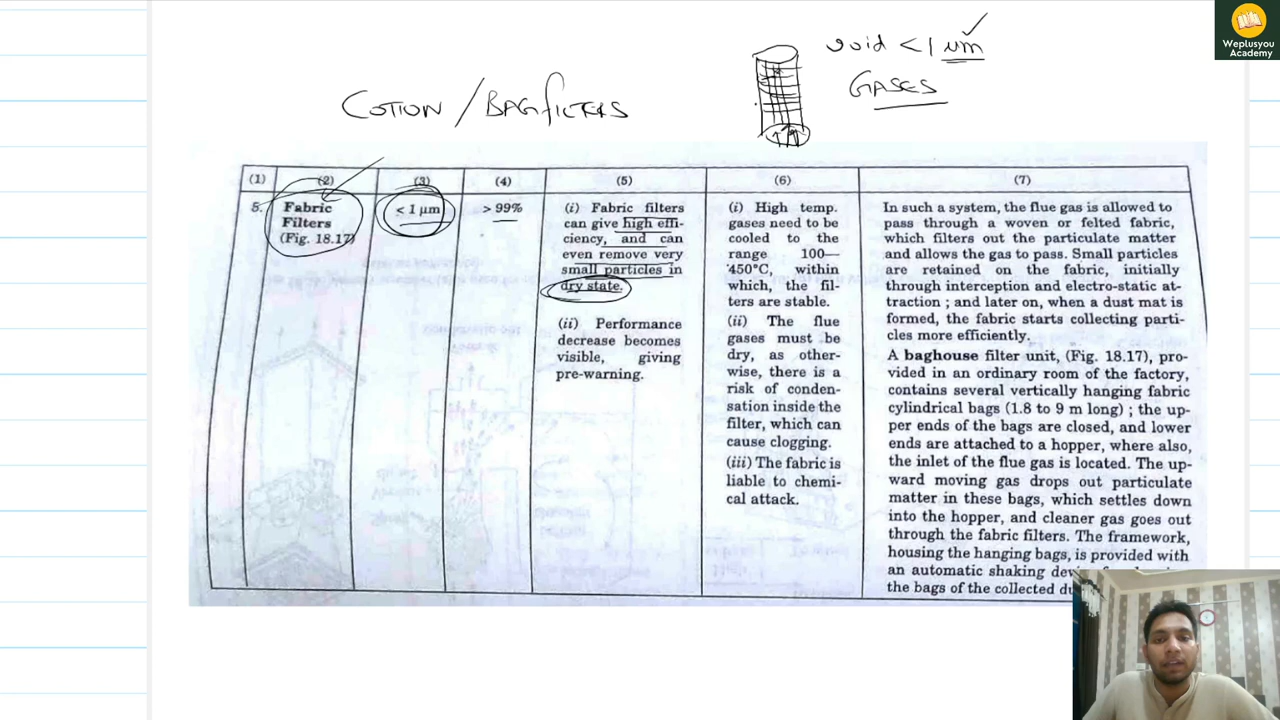 Weplusyou
Academy
void < 1 μm
GASES
COTTON / BAG filters
(1)
(2)
(3)
(4)
(5)
(6)
(7)
5.
Fabric
Filters
(Fig. 18.17)
< 1 μm
> 99%
(i) Fabric filters
can give high effi-
ciency, and can
even remove very
small particles in
dry state.
(ii) Performance
decrease becomes
visible, giving
pre-warning.
(i) High temp.
gases need to be
cooled to the
range 100—
450°C, within
which, the fil-
ters are stable.
(ii) The flue
gases must be
dry, as other-
wise, there is a
risk of conden-
sation inside the
filter, which can
cause clogging.
(iii) The fabric is
liable to chemi-
cal attack.
In such a system, the flue gas is allowed to
pass through a woven or felted fabric,
which filters out the particulate matter
and allows the gas to pass. Small particles
are retained on the fabric, initially
through interception and electro-static at-
traction ; and later on, when a dust mat is
formed, the fabric starts collecting parti-
cles more efficiently.
A baghouse filter unit, (Fig. 18.17), pro-
vided in an ordinary room of the factory,
contains several vertically hanging fabric
cylindrical bags (1.8 to 9 m long) ; the up-
per ends of the bags are closed, and lower
ends are attached to a hopper, where also,
the inlet of the flue gas is located. The up-
ward moving gas drops out particulate
matter in these bags, which settles down
into the hopper, and cleaner gas goes out
through the fabric filters. The framework,
housing the hanging bags, is provided with
an automatic shaking
the bags of the collected